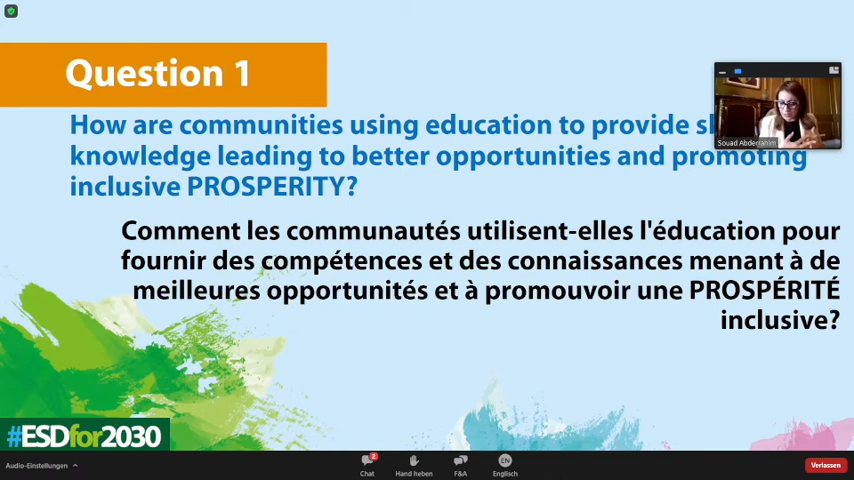 Question 1
How are communities using education to provide
knowledge leading to better opportunities and promoting
inclusive PROSPERITY?
Souad Abderrahim
Comment les communautés utilisent-elles l'éducation pour
fournir des compétences et des connaissances menant à de
meilleures opportunités et à promouvoir une PROSPÉRITÉ
inclusive?
#ESDfor2030
Audio-Einstellungen
2
Chat
Hand heben
F&A
EN
Englisch
Verlassen